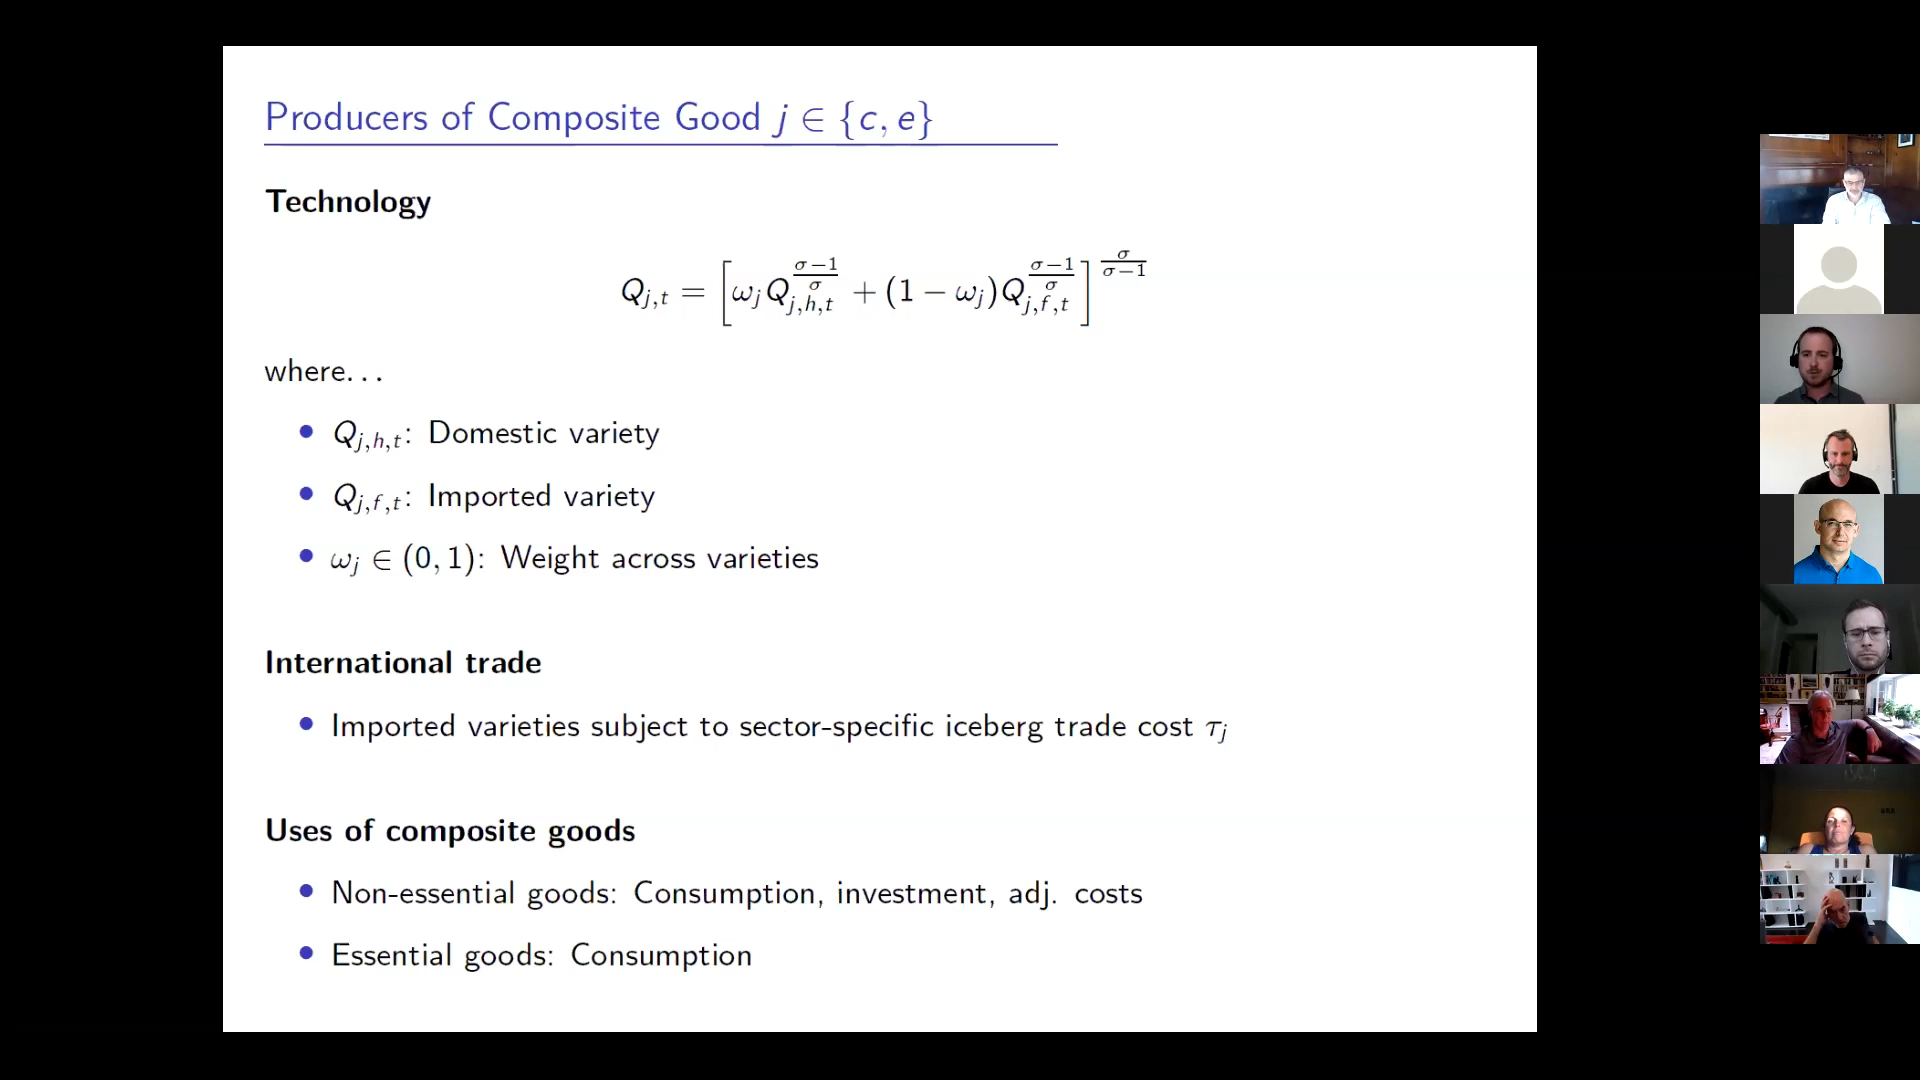 Producers of Composite Good j ∈ {c, e}
Technology
Q_{j,t} = [ω_j Q_{j,h,t}^{(σ−1)/σ} + (1 − ω_j) Q_{j,f,t}^{(σ−1)/σ}]^{σ/(σ−1)}
where...
• Q_{j,h,t}: Domestic variety
• Q_{j,f,t}: Imported variety
• ω_j ∈ (0, 1): Weight across varieties
International trade
• Imported varieties subject to sector-specific iceberg trade cost τ_j
Uses of composite goods
• Non-essential goods: Consumption, investment, adj. costs
• Essential goods: Consumption